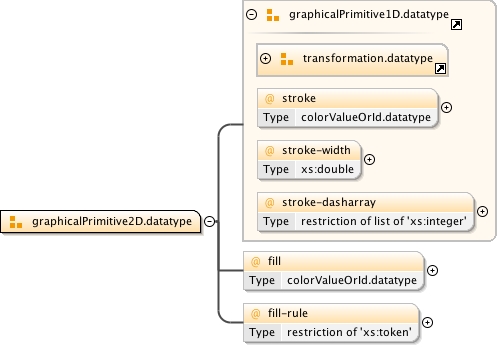 graphicalPrimitive1D.datatype
transformation.datatype
@ stroke
Type colorValueOrId.datatype
@ stroke-width
Type xs:double
@ stroke-dasharray
Type restriction of list of 'xs:integer'
graphicalPrimitive2D.datatype
@ fill
Type colorValueOrId.datatype
@ fill-rule
Type restriction of 'xs:token'